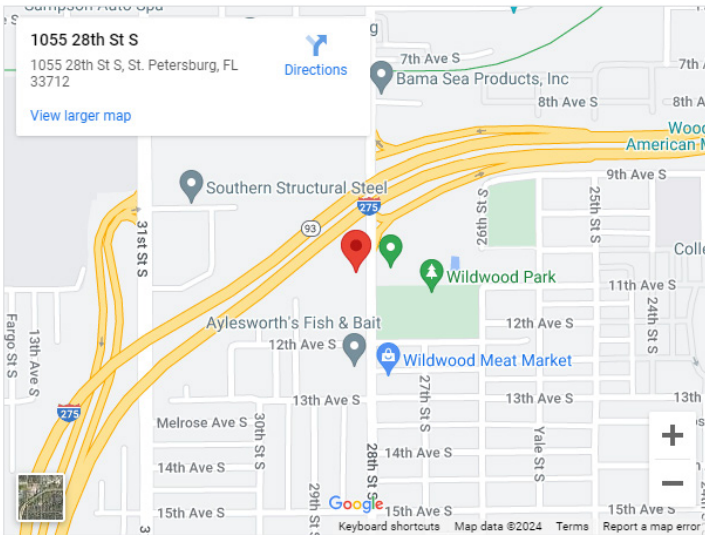 Sampson Auto Spa
1055 28th St S
1055 28th St S, St. Petersburg, FL
33712
Directions
View larger map
7th Ave S
7th
Bama Sea Products, Inc
8th Ave S
8th A
American M
9th Ave S
Southern Structural Steel
275
93
26th St S
25th St S
31st St S
Wildwood Park
11th Ave S
24th St S
Aylesworth's Fish & Bait
12th Ave S
12th Ave S
Wildwood Meat Market
Fargo St S
13th Ave S
275
13th Ave S
13th Ave S
13th
27th St S
Melrose Ave S
30th St S
28th St S
Yale St S
14th Ave S
14th Ave S
14th Ave S
29th St S
15th Ave S
15th Ave S
15th Ave S
3
Google
Keyboard shortcuts
Map data ©2024
Terms
Report a map error